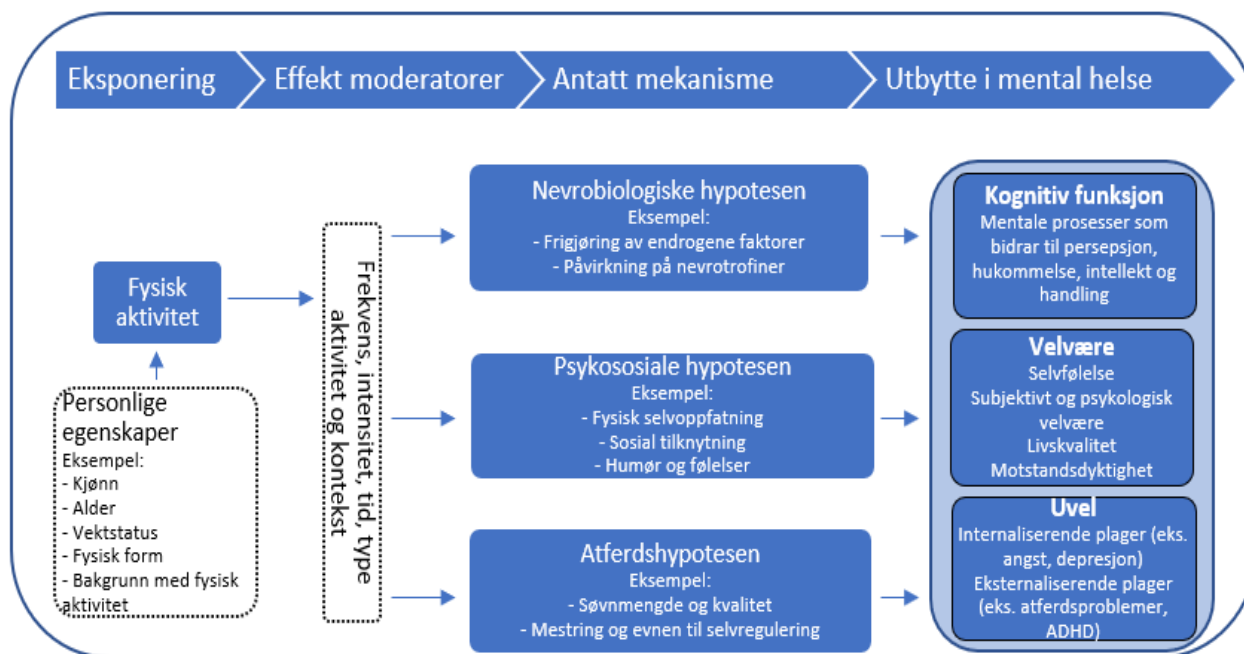 Eksponering
Effekt moderatorer
Antatt mekanisme
Utbytte i mental helse
Fysisk
aktivitet
Personlige
egenskaper
Eksempel:
- Kjønn
- Alder
- Vektstatus
- Fysisk form
- Bakgrunn med fysisk
aktivitet
Frekvens, intensitet, tid, type
aktivitet og kontekst
Nevrobiologiske hypotesen
Eksempel:
- Frigjøring av endrogene faktorer
- Påvirkning på nevrotrofiner
Psykososiale hypotesen
Eksempel:
- Fysisk selvoppfatning
- Sosial tilknytning
- Humør og følelser
Atferdshypotesen
Eksempel:
- Søvnmengde og kvalitet
- Mestring og evnen til selvregulering
Kognitiv funksjon
Mentale prosesser som
bidrar til persepsjon,
hukommelse, intellekt og
handling
Velvære
Selvfølelse
Subjektivt og psykologisk
velvære
Livskvalitet
Motstandsdyktighet
Uvel
Internaliserende plager (eks.
angst, depresjon)
Eksternaliserende plager
(eks. atferdsproblemer,
ADHD)